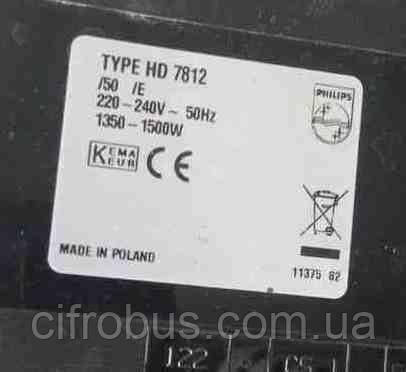 TYPE HD 7812
/50 /E
220-240V~ 50Hz
1350-1500W
PHILIPS
KEMA
KEUR
CE
MADE IN POLAND
11375 62
cifrobus.com.ua
122